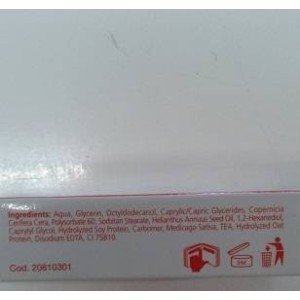 Ingredients: Aqua, Glycerin, Octyldodecanol, Caprylic/Capric Glycerides, Copernicia
Cerifera Cera, Polysorbate 60, Sorbitan Stearate, Helianthus Annuus Seed Oil, 1,2-Hexanediol,
Caprylyl Glycol, Hydrolyzed Soy Protein, Carbomer, Medicago Sativa, TEA, Hydrolyzed Oat
Protein, Disodium EDTA, CI 75810.
Cod. 20810301